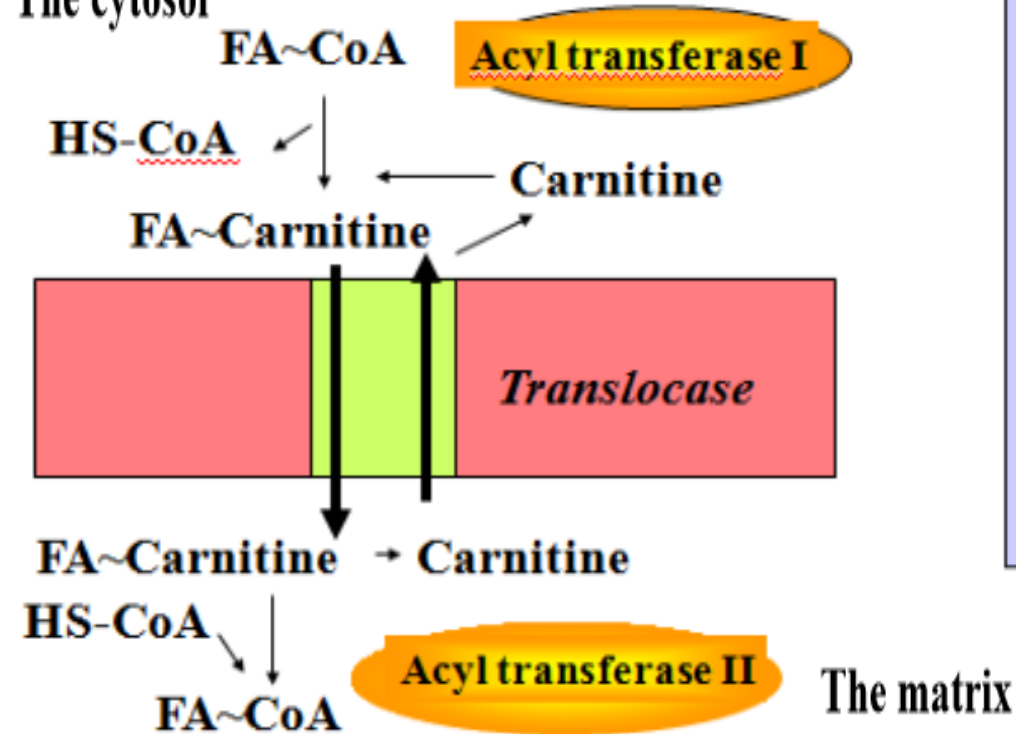 The cytosol
FA~CoA
Acyl transferase I
HS-CoA
Carnitine
FA~Carnitine
Translocase
FA~Carnitine
Carnitine
HS-CoA
Acyl transferase II
The matrix
FA~CoA